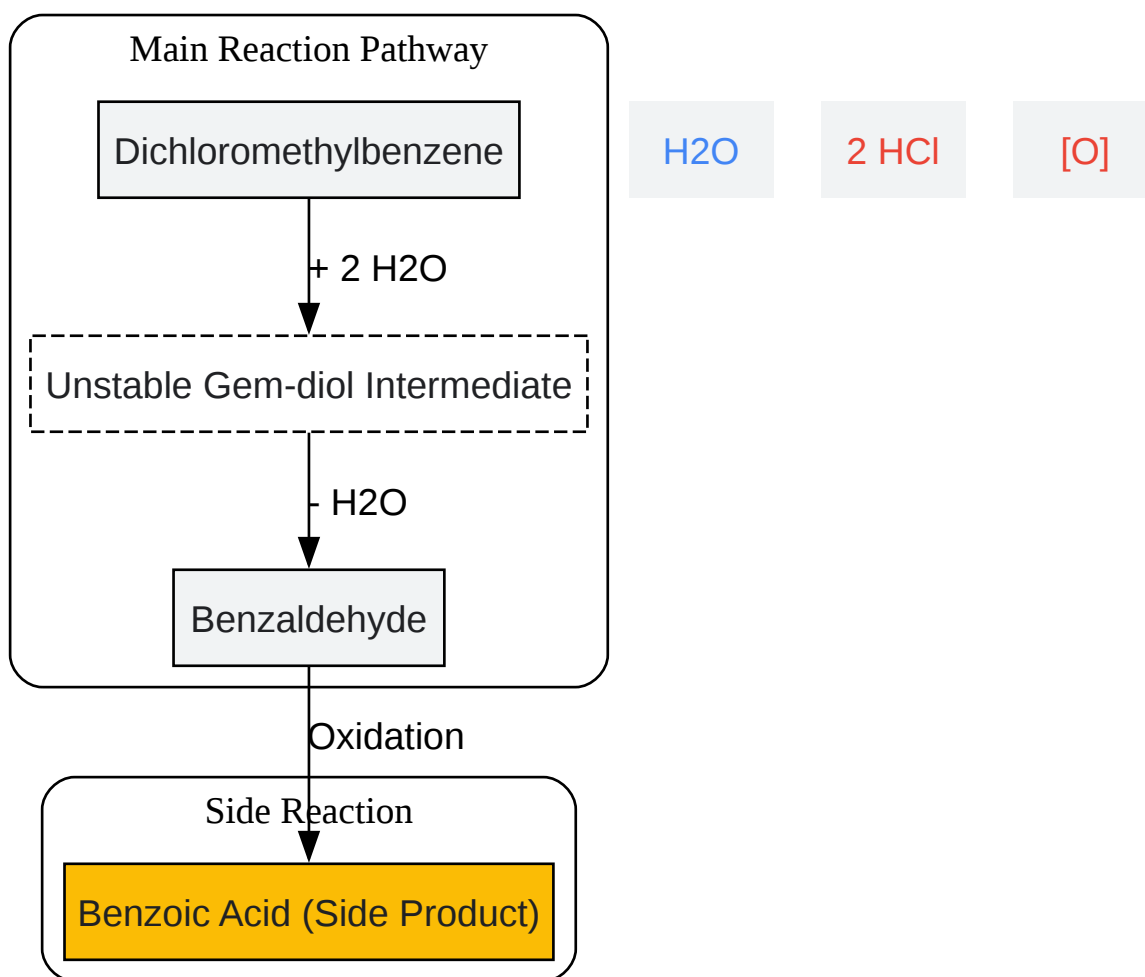 Main Reaction Pathway
Dichloromethylbenzene
H2O
2 HCl
[O]
+ 2 H2O
Unstable Gem-diol Intermediate
- H2O
Benzaldehyde
Oxidation
Side Reaction
Benzoic Acid (Side Product)